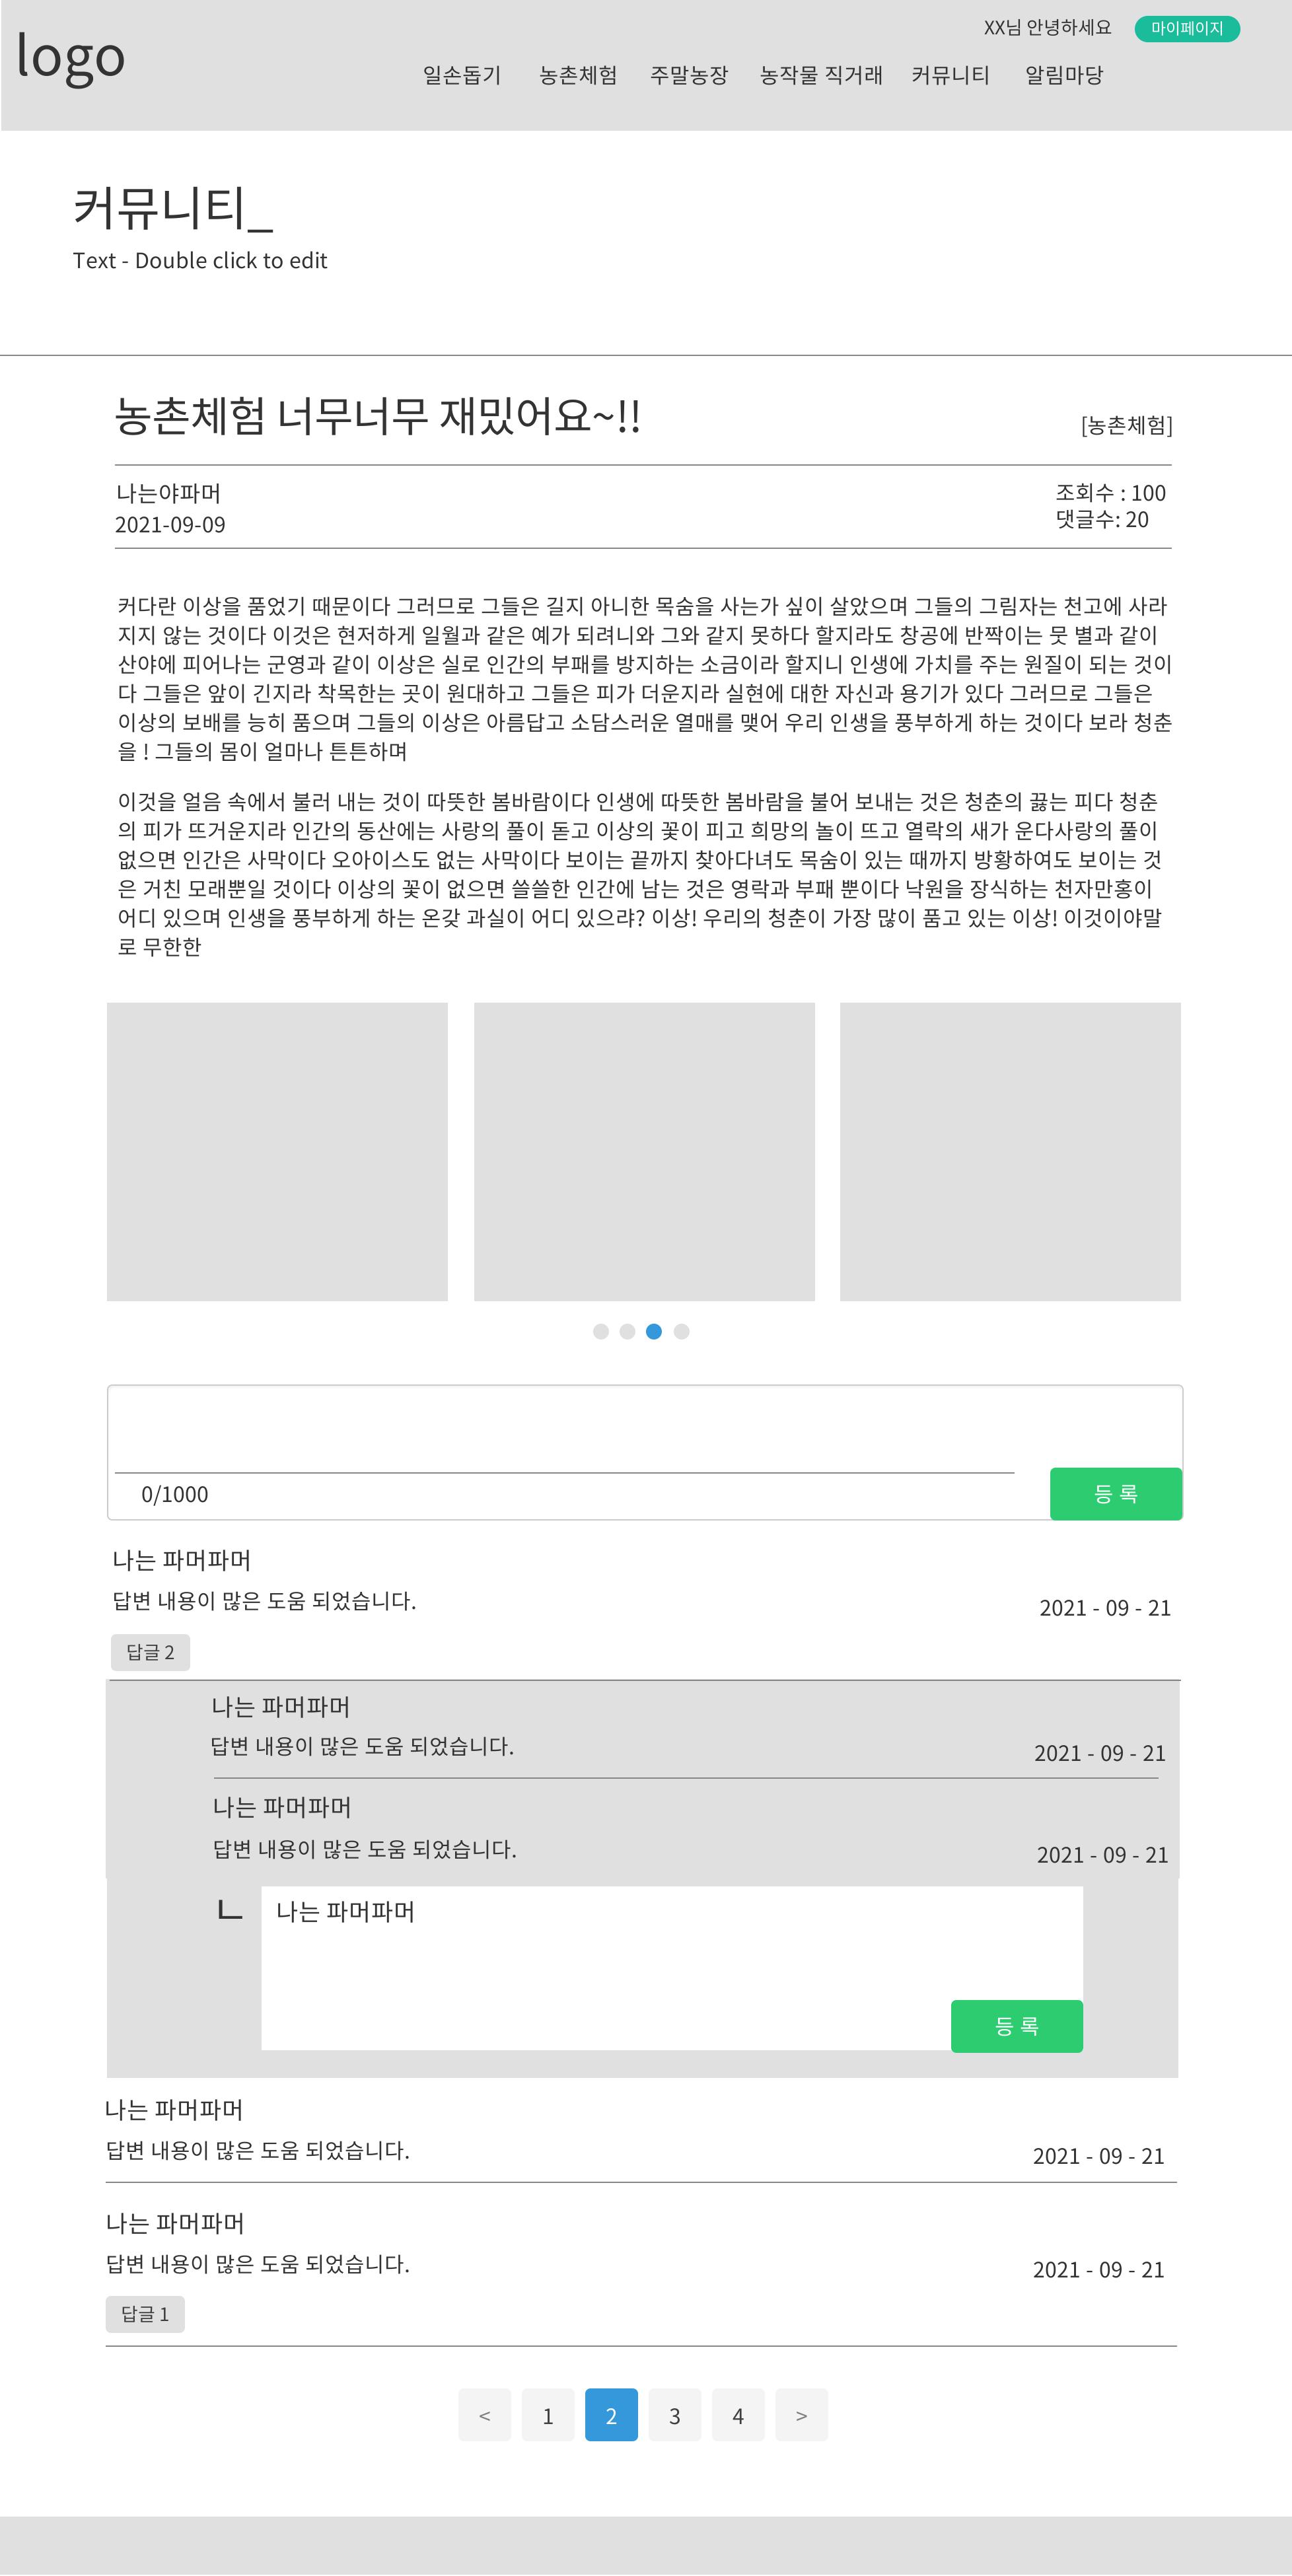 XX님 안녕하세요 마이페이지
logo
일손돕기 농촌체험 주말농장 농작물 직거래 커뮤니티 알림마당
커뮤니티_
Text - Double click to edit
농촌체험 너무너무 재밌어요~!!
[농촌체험]
나는야파머
2021-09-09
조회수 : 100
댓글수: 20
커다란 이상을 품었기 때문이다 그러므로 그들은 길지 아니한 목숨을 사는가 싶이 살았으며 그들의 그림자는 천고에 사라
지지 않는 것이다 이것은 현저하게 일월과 같은 예가 되려니와 그와 같지 못하다 할지라도 창공에 반짝이는 뭇 별과 같이
산야에 피어나는 군영과 같이 이상은 실로 인간의 부패를 방지하는 소금이라 할지니 인생에 가치를 주는 원질이 되는 것이
다 그들은 앞이 긴지라 착목한는 곳이 원대하고 그들은 피가 더운지라 실현에 대한 자신과 용기가 있다 그러므로 그들은
이상의 보배를 능히 품으며 그들의 이상은 아름답고 소담스러운 열매를 맺어 우리 인생을 풍부하게 하는 것이다 보라 청춘
을 ! 그들의 몸이 얼마나 튼튼하며
이것을 얼음 속에서 불러 내는 것이 따뜻한 봄바람이다 인생에 따뜻한 봄바람을 불어 보내는 것은 청춘의 끓는 피다 청춘
의 피가 뜨거운지라 인간의 동산에는 사랑의 풀이 돋고 이상의 꽃이 피고 희망의 놀이 뜨고 열락의 새가 운다사랑의 풀이
없으면 인간은 사막이다 오아이스도 없는 사막이다 보이는 끝까지 찾아다녀도 목숨이 있는 때까지 방황하여도 보이는 것
은 거친 모래뿐일 것이다 이상의 꽃이 없으면 쓸쓸한 인간에 남는 것은 영락과 부패 뿐이다 낙원을 장식하는 천자만홍이
어디 있으며 인생을 풍부하게 하는 온갖 과실이 어디 있으랴? 이상! 우리의 청춘이 가장 많이 품고 있는 이상! 이것이야말
로 무한한
0/1000
등 록
나는 파머파머
답변 내용이 많은 도움 되었습니다.
2021 - 09 - 21
답글 2
나는 파머파머
답변 내용이 많은 도움 되었습니다.
2021 - 09 - 21
나는 파머파머
답변 내용이 많은 도움 되었습니다.
2021 - 09 - 21
ㄴ 나는 파머파머
등 록
나는 파머파머
답변 내용이 많은 도움 되었습니다.
2021 - 09 - 21
나는 파머파머
답변 내용이 많은 도움 되었습니다.
2021 - 09 - 21
답글 1
< 1 2 3 4 >